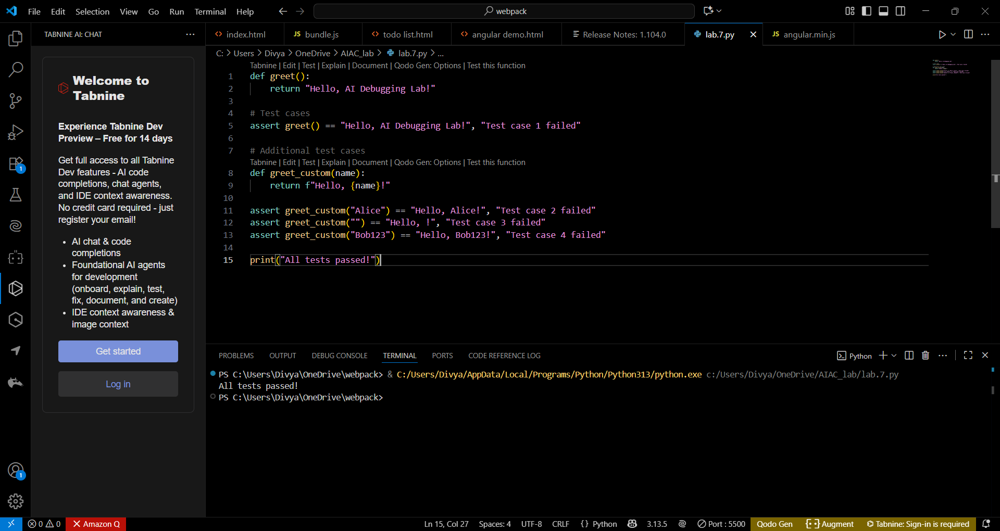 File Edit Selection View Go Run Terminal Help
webpack
TABNINE AI: CHAT
Welcome to
Tabnine
Experience Tabnine Dev
Preview – Free for 14 days
Get full access to all Tabnine
Dev features - AI code
completions, chat agents,
and IDE context awareness.
No credit card required - just
register your email!
• AI chat & code
completions
• Foundational AI agents
for development
(onboard, explain, test,
fix, document, and create)
• IDE context awareness &
image context
Get started
Log in
1
1
index.html
JS bundle.js
todo list.html
angular demo.html
Release Notes: 1.104.0
lab.7.py
JS angular.min.js
C: > Users > Divya > OneDrive > AIAC_lab > lab.7.py > ...
Tabnine | Edit | Test | Explain | Document | Qodo Gen: Options | Test this function
1 def greet():
2     return "Hello, AI Debugging Lab!"
3
4 # Test cases
5 assert greet() == "Hello, AI Debugging Lab!", "Test case 1 failed"
6
7 # Additional test cases
Tabnine | Edit | Test | Explain | Document | Qodo Gen: Options | Test this function
8 def greet_custom(name):
9     return f"Hello, {name}!"
10
11 assert greet_custom("Alice") == "Hello, Alice!", "Test case 2 failed"
12 assert greet_custom("") == "Hello, !", "Test case 3 failed"
13 assert greet_custom("Bob123") == "Hello, Bob123!", "Test case 4 failed"
14
15 print("All tests passed!")
PROBLEMS OUTPUT DEBUG CONSOLE TERMINAL PORTS CODE REFERENCE LOG
Python
PS C:\Users\Divya\OneDrive\webpack> & C:/Users/Divya/AppData/Local/Programs/Python/Python313/python.exe c:/Users/Divya/OneDrive/AIAC_lab/lab.7.py
All tests passed!
PS C:\Users\Divya\OneDrive\webpack>
0 0 Amazon Q
Ln 15, Col 27 Spaces: 4 UTF-8 CRLF {} Python 3.13.5 Port : 5500 Qodo Gen Augment Tabnine: Sign-in is required